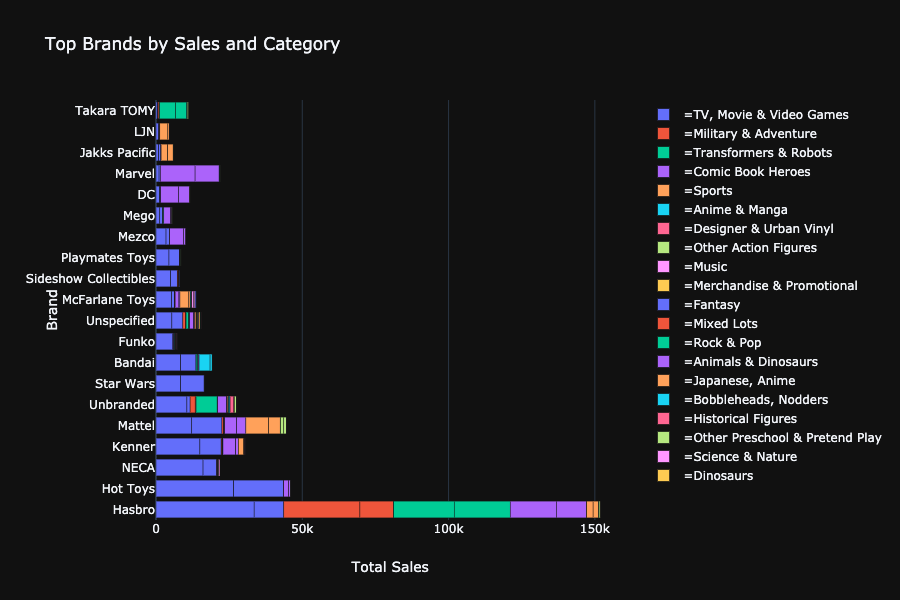 Top Brands by Sales and Category
Takara TOMY
LJN
Jakks Pacific
Marvel
DC
Mego
Mezco
Playmates Toys
Sideshow Collectibles
McFarlane Toys
Unspecified
Funko
Bandai
Star Wars
Unbranded
Mattel
Kenner
NECA
Hot Toys
Hasbro
Brand
0
50k
100k
150k
Total Sales
=TV, Movie & Video Games
=Military & Adventure
=Transformers & Robots
=Comic Book Heroes
=Sports
=Anime & Manga
=Designer & Urban Vinyl
=Other Action Figures
=Music
=Merchandise & Promotional
=Fantasy
=Mixed Lots
=Rock & Pop
=Animals & Dinosaurs
=Japanese, Anime
=Bobbleheads, Nodders
=Historical Figures
=Other Preschool & Pretend Play
=Science & Nature
=Dinosaurs